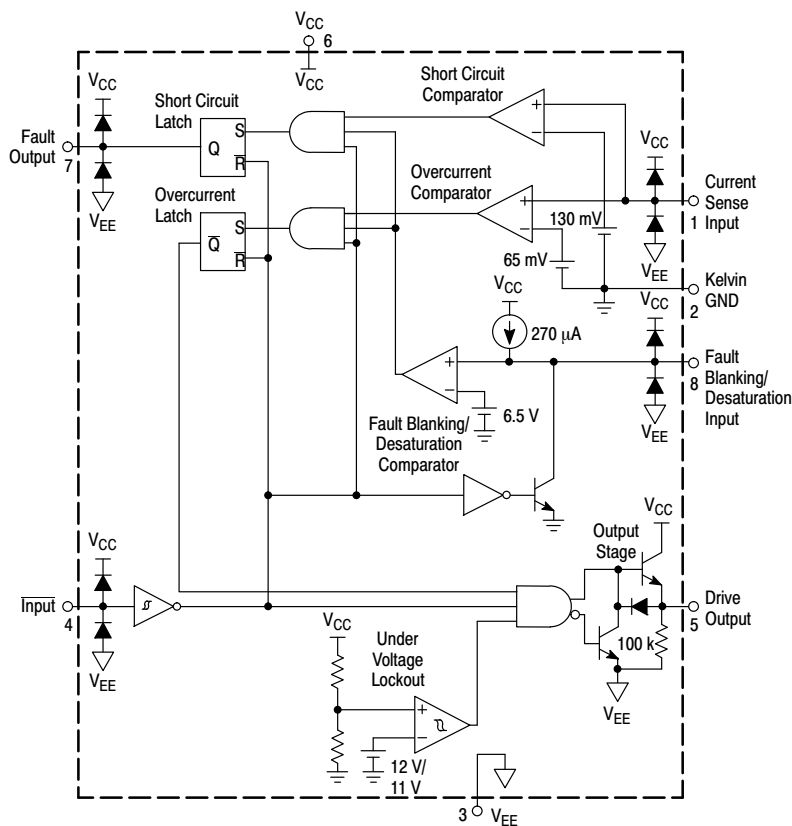 VCC
6
VCC
Short Circuit
Comparator
Short Circuit
Latch
VCC
S
Q
R
Fault
Output
7
VEE
VCC
Current
Sense
Input
1
Overcurrent
Comparator
Overcurrent
Latch
S
Q
R
130 mV
65 mV
VEE
Kelvin
GND
2
VCC
270 μA
VCC
Fault
Blanking/
Desaturation
Input
8
6.5 V
VEE
Fault Blanking/
Desaturation
Comparator
VCC
Output
Stage
VCC
Input
4
VEE
Drive
Output
5
100 k
VEE
VCC
Under
Voltage
Lockout
12 V/
11 V
3
VEE
+
−
+
−
+
−
+
−